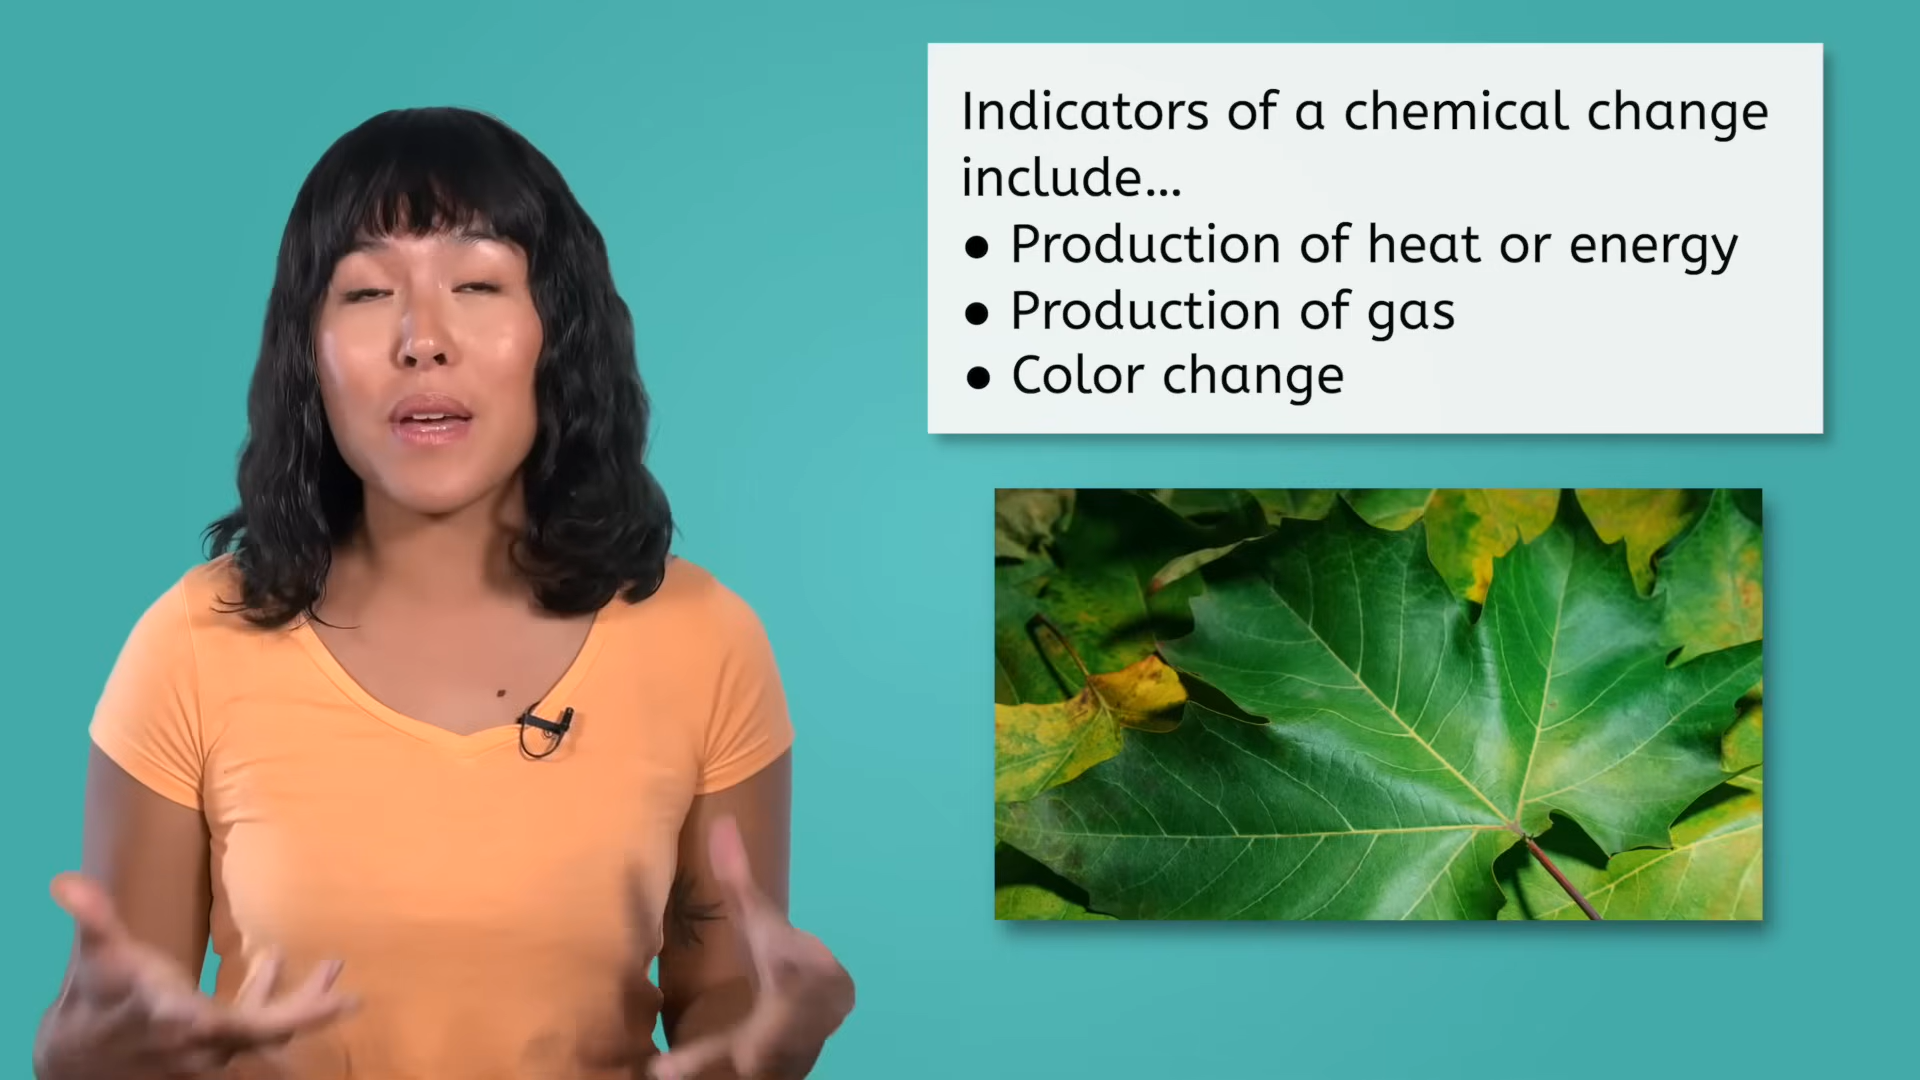 Indicators of a chemical change
include...
● Production of heat or energy
● Production of gas
● Color change